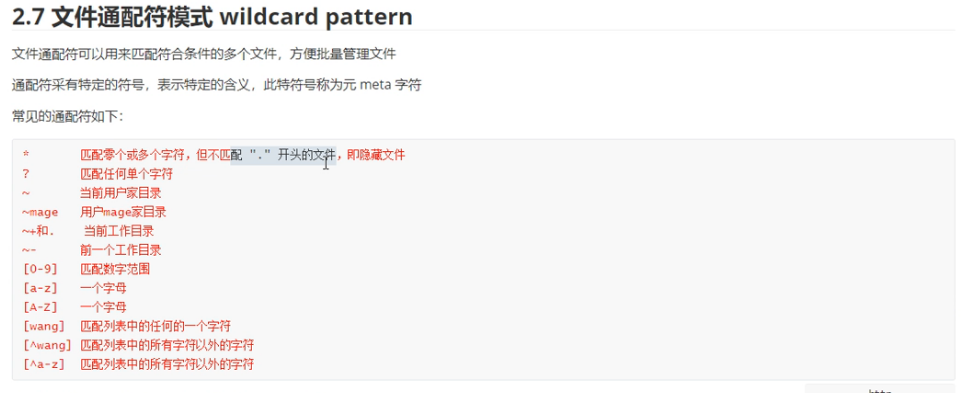 2.7 文件通配符模式 wildcard pattern
文件通配符可以用来匹配符合条件的多个文件，方便批量管理文件
通配符采有特定的符号，表示特定的含义，此特符号称为元 meta 字符
常见的通配符如下：
* 匹配零个或多个字符，但不匹配 "." 开头的文件，即隐藏文件
? 匹配任何单个字符
~ 当前用户家目录
~mage 用户mage家目录
~+和. 当前工作目录
~- 前一个工作目录
[0-9] 匹配数字范围
[a-z] 一个字母
[A-Z] 一个字母
[wang] 匹配列表中的任何的一个字符
[^wang] 匹配列表中的所有字符以外的字符
[^a-z] 匹配列表中的所有字符以外的字符